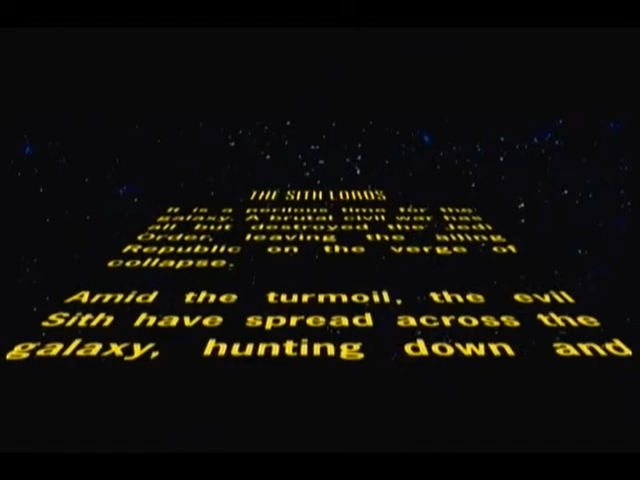 THE SITH LORDS
It is a perilous time for the
galaxy. A brutal civil war has
all but destroyed the Jedi
Order, leaving the ailing
Republic on the verge of
collapse.
Amid the turmoil, the evil
Sith have spread across the
galaxy, hunting down and